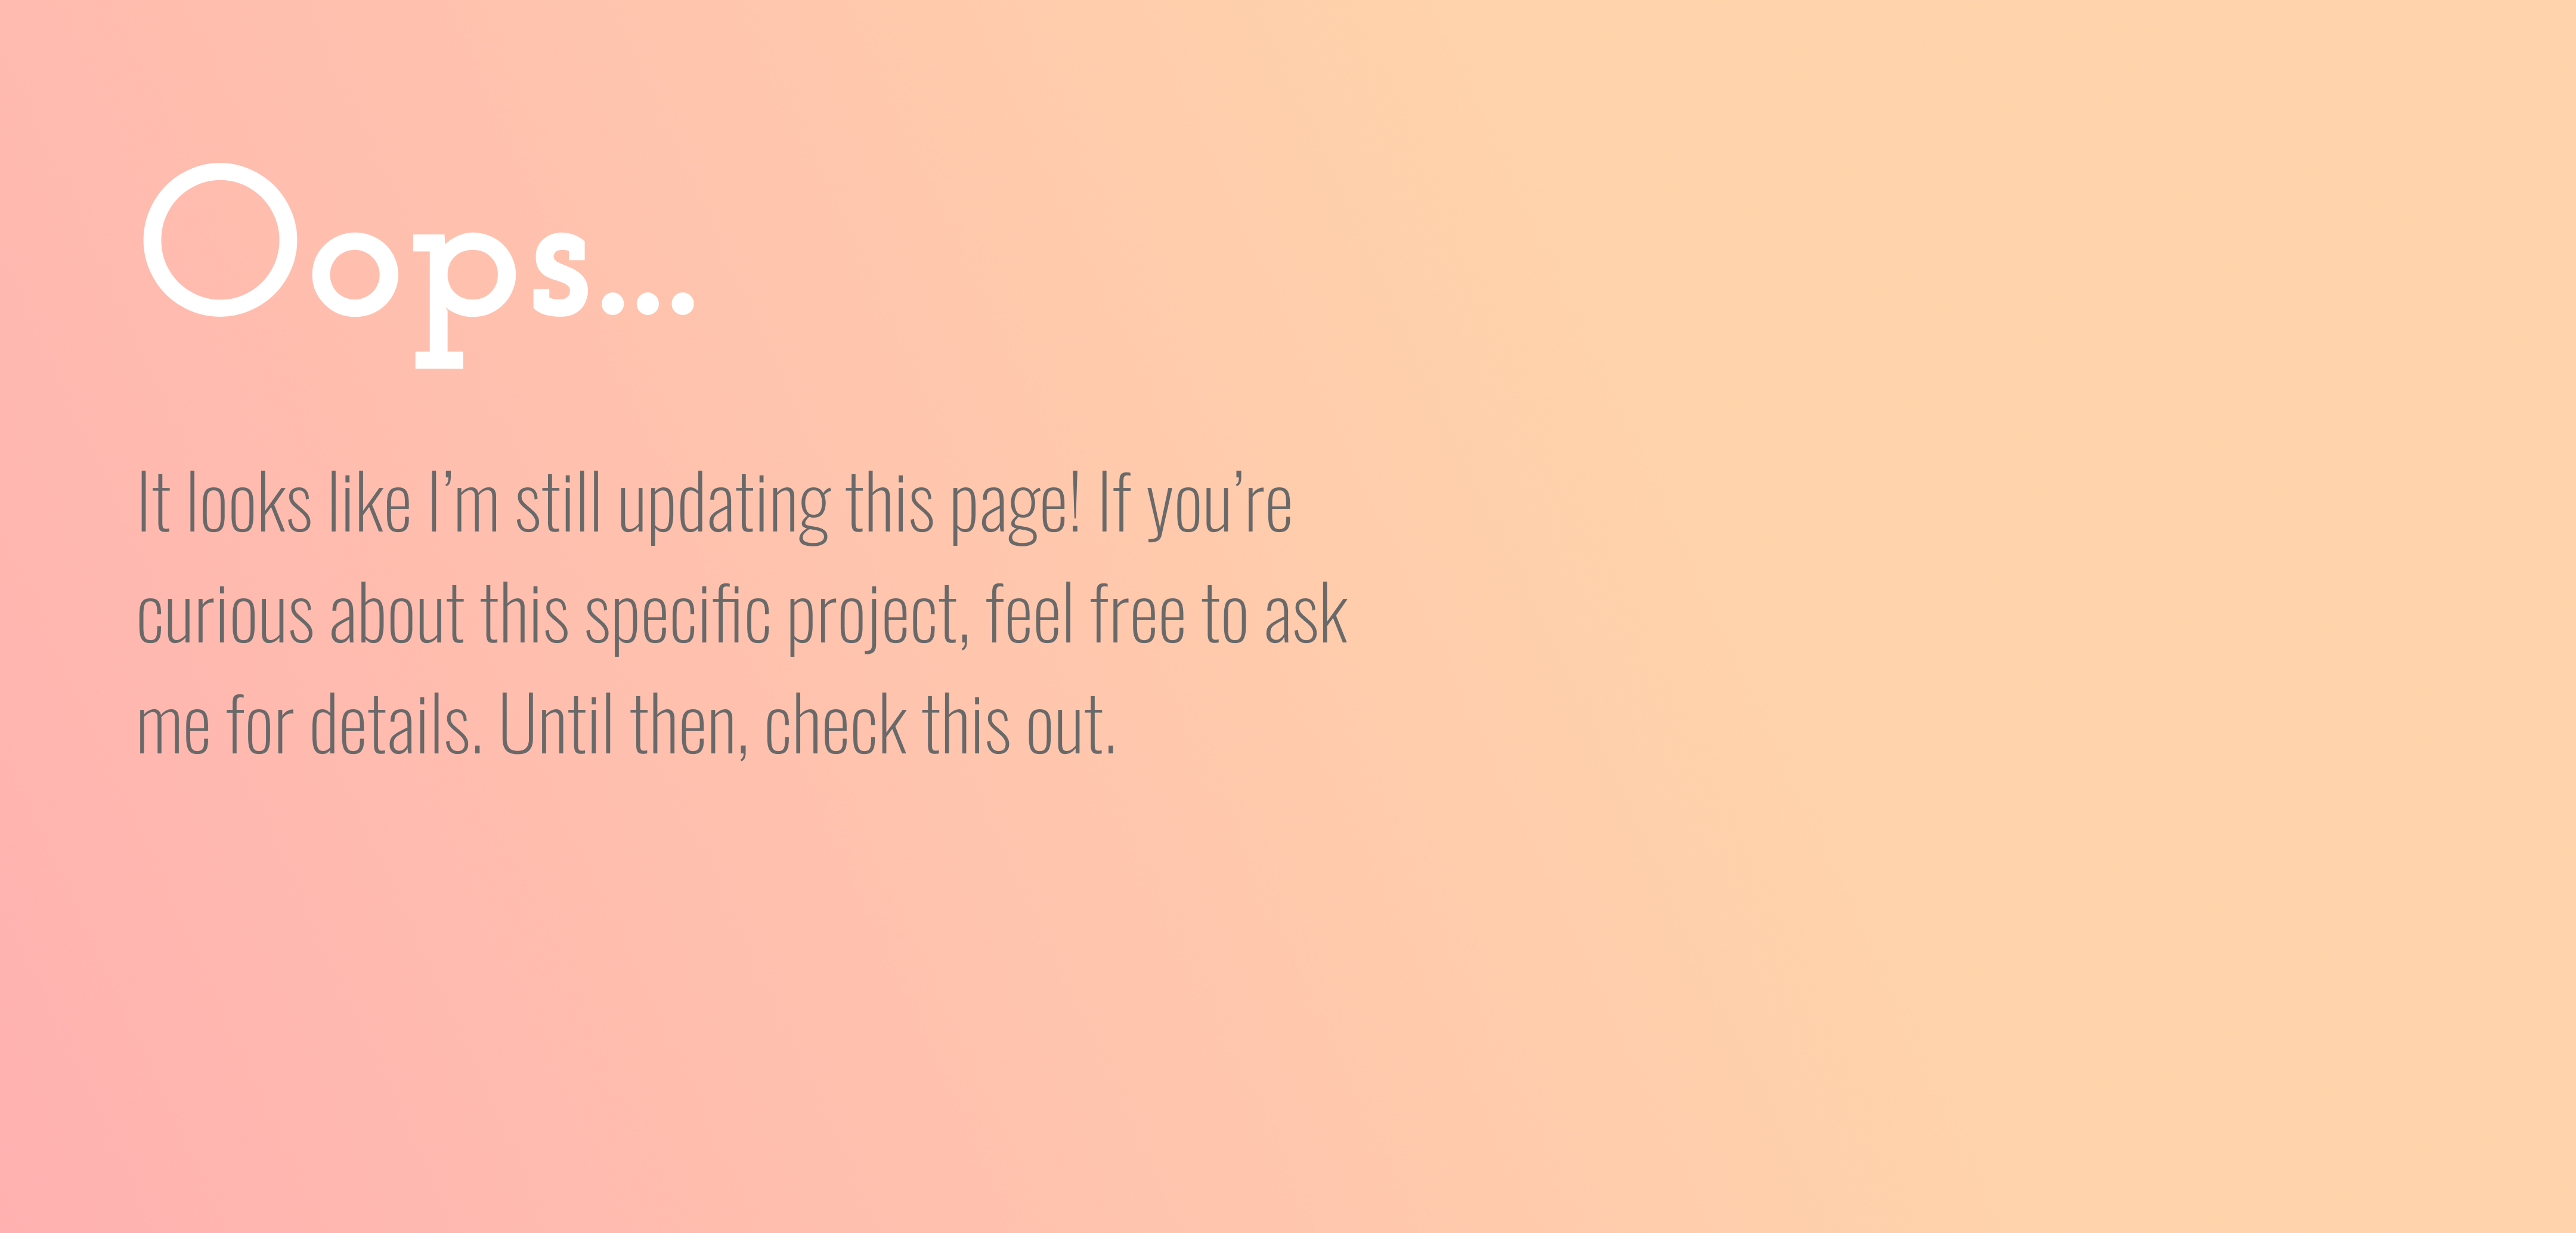 Oops...
It looks like I’m still updating this page! If you’re
curious about this specific project, feel free to ask
me for details. Until then, check this out.